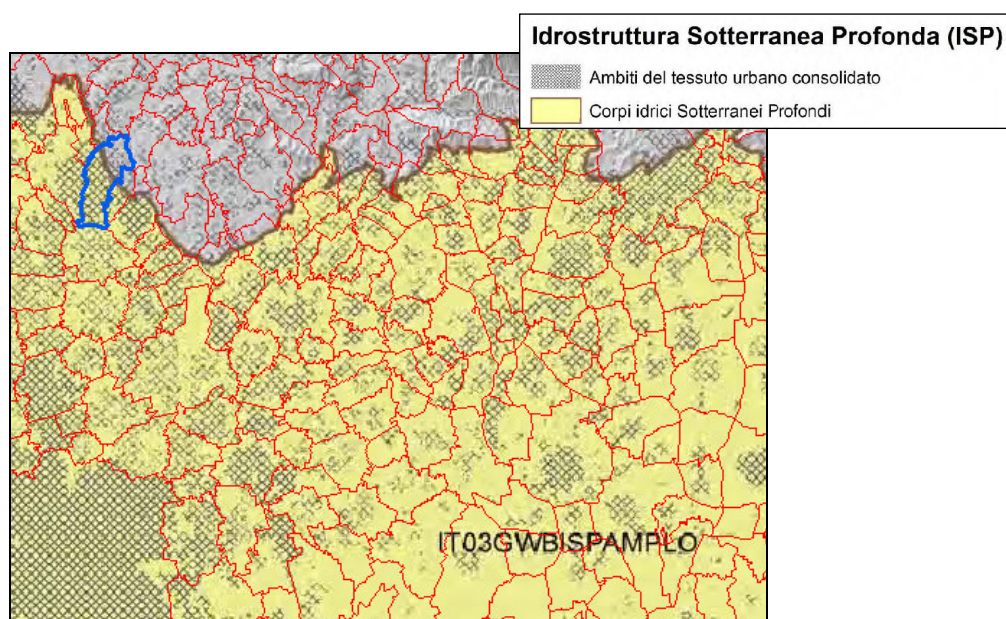 Idrostruttura Sotterranea Profonda (ISP)
Ambiti del tessuto urbano consolidato
Corpi idrici Sotterranei Profondi
IT03GWBISPAMPLO